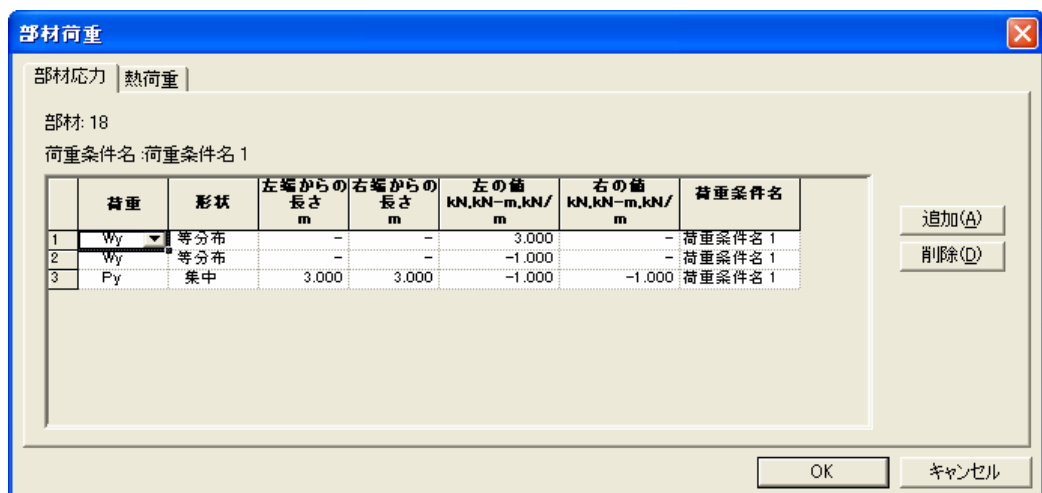 部材荷重
部材応力 熱荷重
部材: 18
荷重条件名 :荷重条件名 1
荷重 形状 左端からの長さ m 右端からの長さ m 左の値 kN,kN-m,kN/m 右の値 kN,kN-m,kN/m 荷重条件名
1 Wy 等分布 - - 3.000 - 荷重条件名 1
2 Wy 等分布 - - -1.000 - 荷重条件名 1
3 Py 集中 3.000 3.000 -1.000 -1.000 荷重条件名 1
追加(A)
削除(D)
OK キャンセル